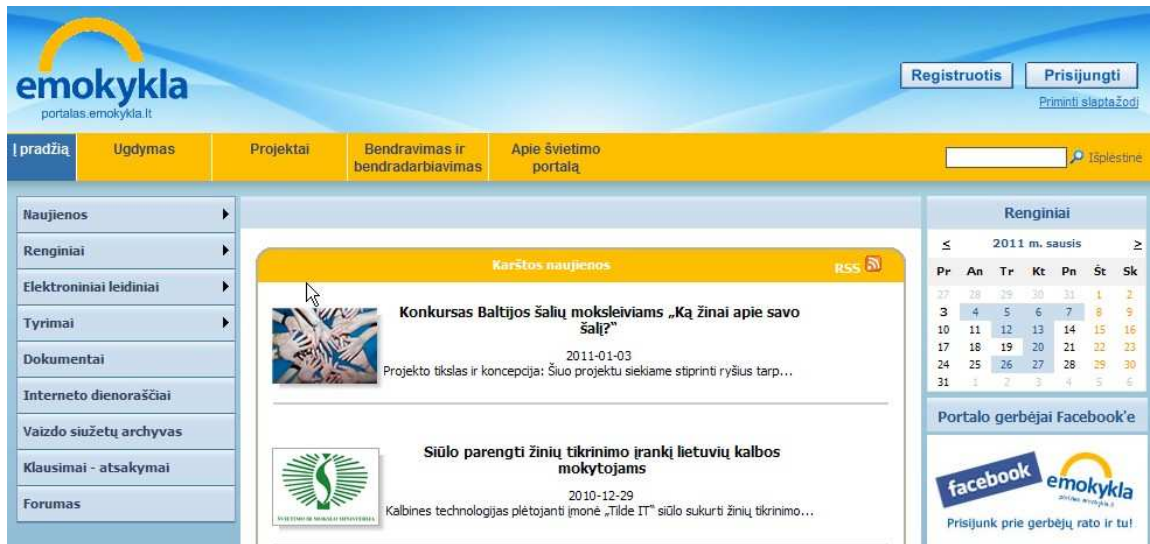 emokykla
portalas.emokykla.lt
Registruotis
Prisijungti
Priminti slaptažodį
Į pradžią
Ugdymas
Projektai
Bendravimas ir
bendradarbiavimas
Apie švietimo
portalą
Išplėstinė
Naujienos
Renginiai
Elektroniniai leidiniai
Tyrimai
Dokumentai
Interneto dienoraščiai
Vaizdo siužetų archyvas
Klausimai - atsakymai
Forumas
Karštos naujienos
RSS
Konkursas Baltijos šalių moksleiviams „Ką žinai apie savo
šalį?“
2011-01-03
Projekto tikslas ir koncepcija: Šiuo projektu siekiame stiprinti ryšius tarp...
Siūlo parengti žinių tikrinimo įrankį lietuvių kalbos
mokytojams
2010-12-29
Kalbines technologijas plėtojanti įmonė „Tilde IT“ siūlo sukurti žinių tikrinimo...
ŠVIETIMO IR MOKSLO MINISTERIJA
Renginiai
< 2011 m. sausis >
Pr An Tr Kt Pn Št Sk
27 28 29 30 31 1 2
3 4 5 6 7 8 9
10 11 12 13 14 15 16
17 18 19 20 21 22 23
24 25 26 27 28 29 30
31 1 2 3 4 5 6
Portalo gerbėjai Facebook'e
facebook
emokykla
Prisijunk prie gerbėjų rato ir tu!